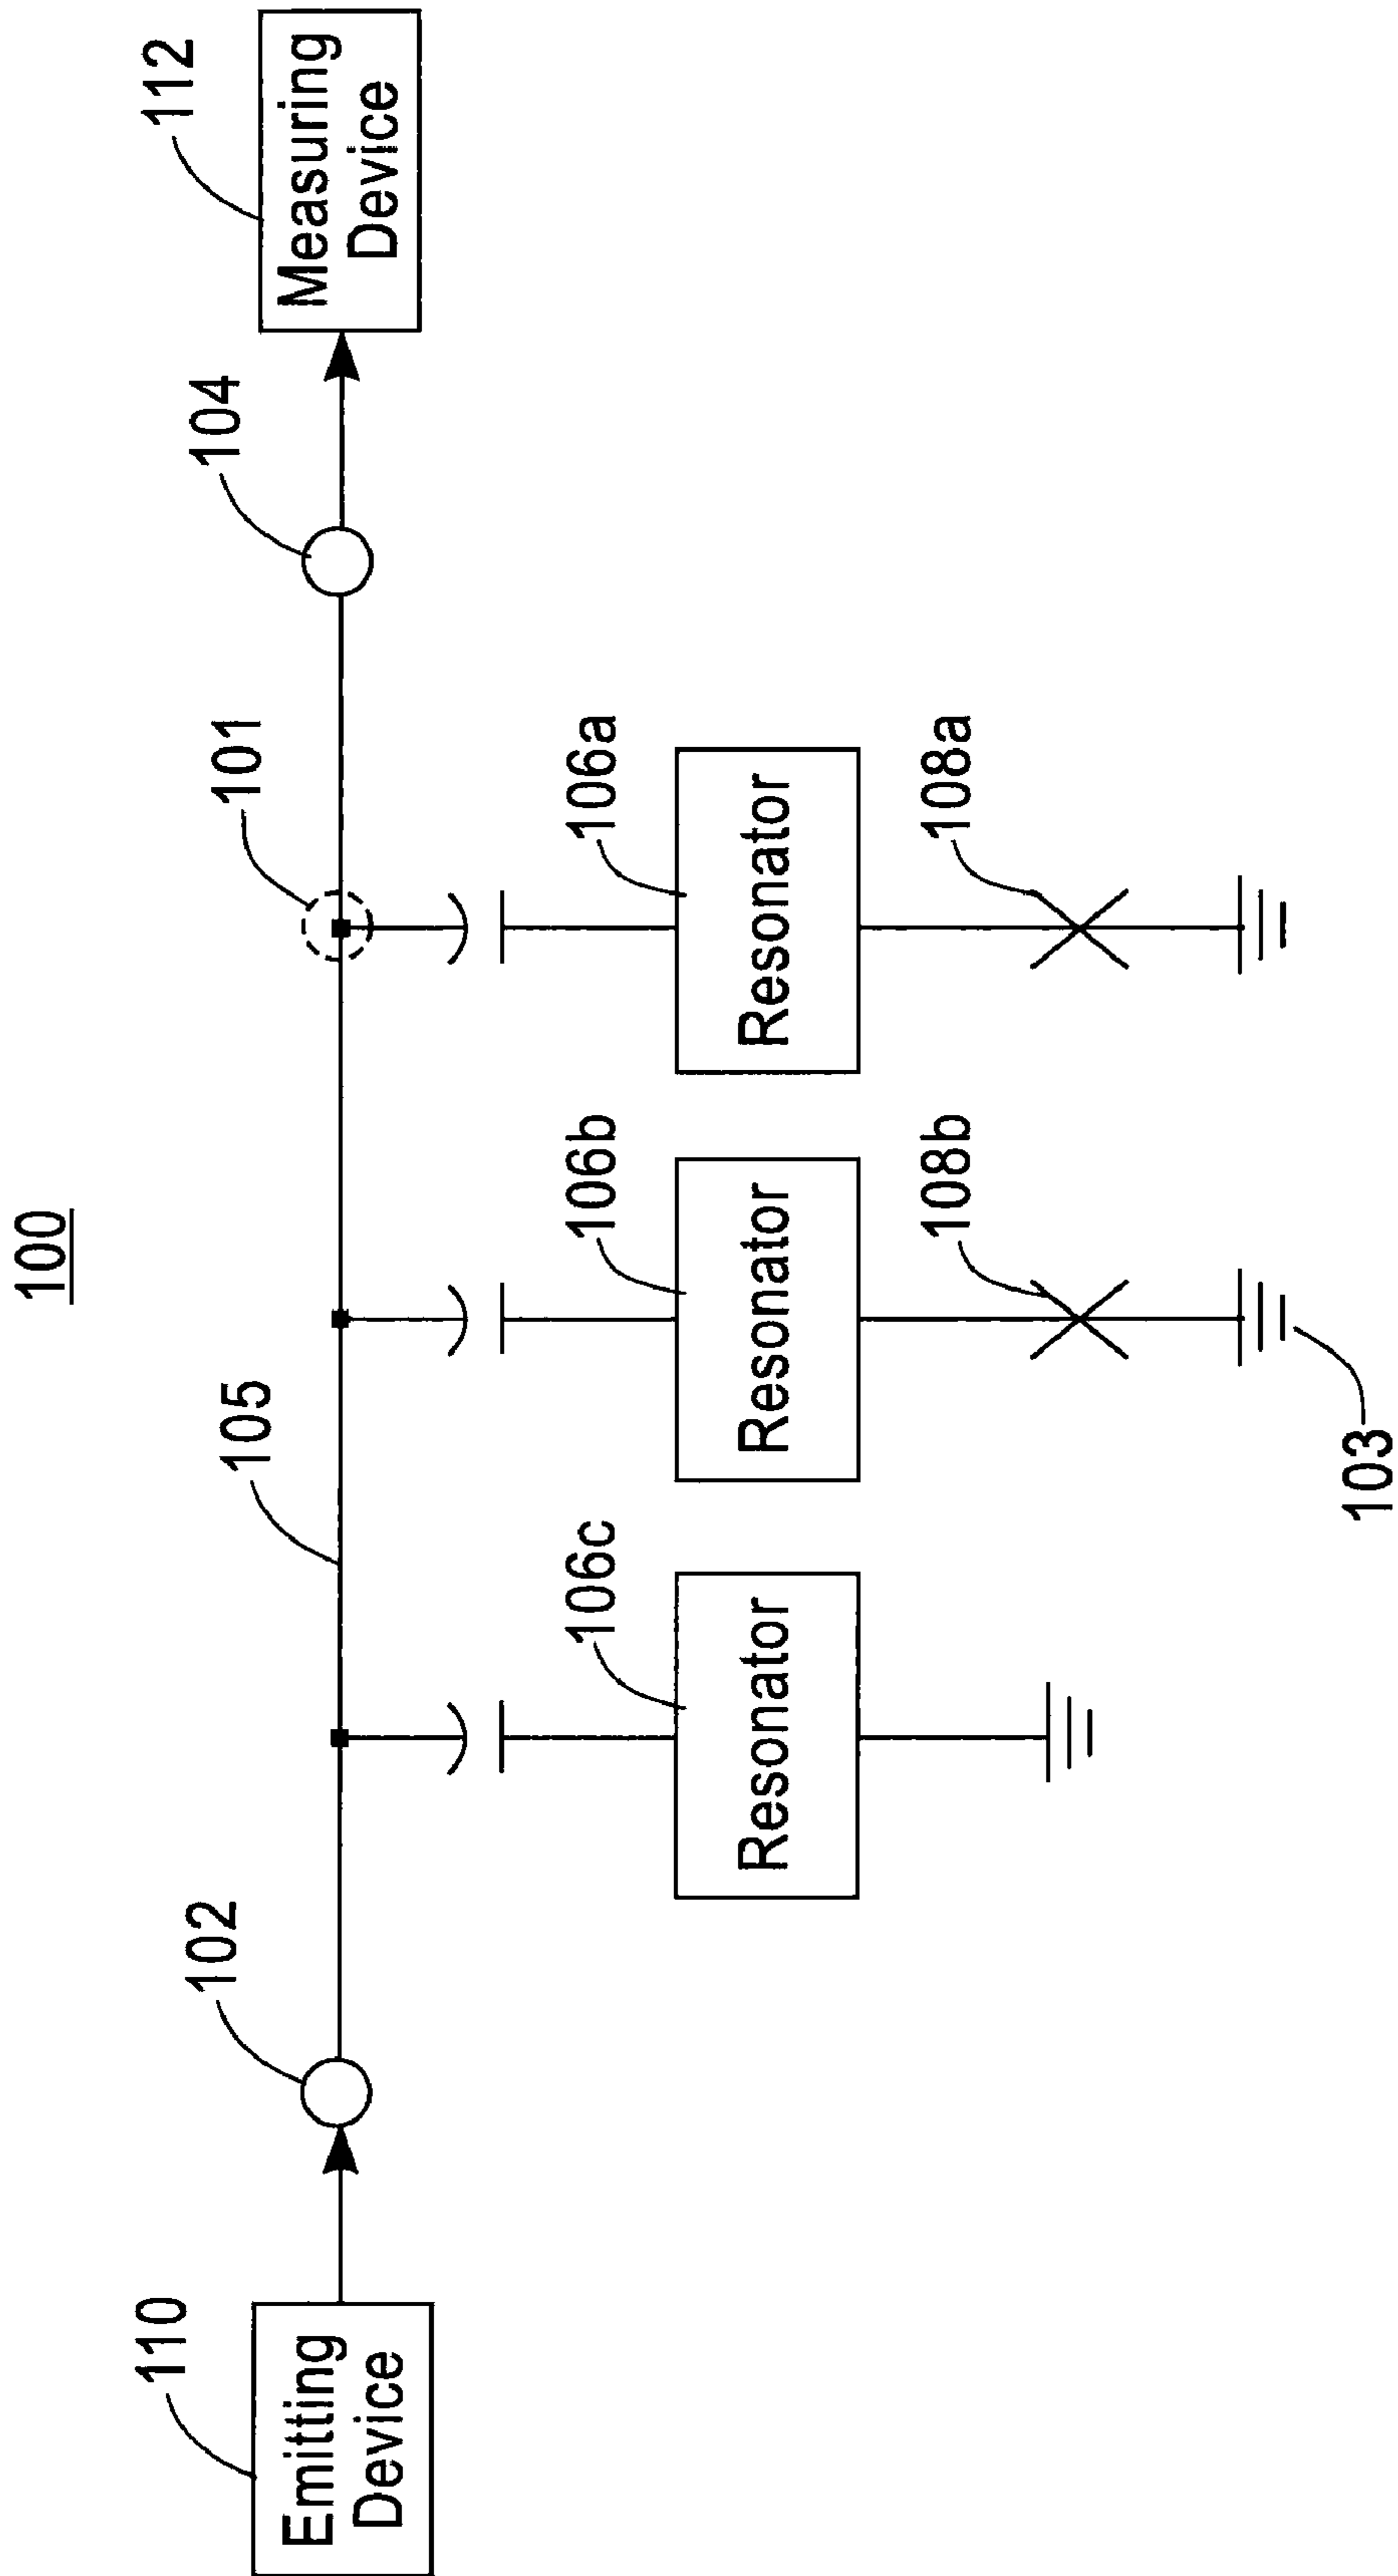 100
110
Emitting
Device
102
105
101
104
112
Measuring
Device
106c
Resonator
106b
Resonator
106a
Resonator
108b
108a
103